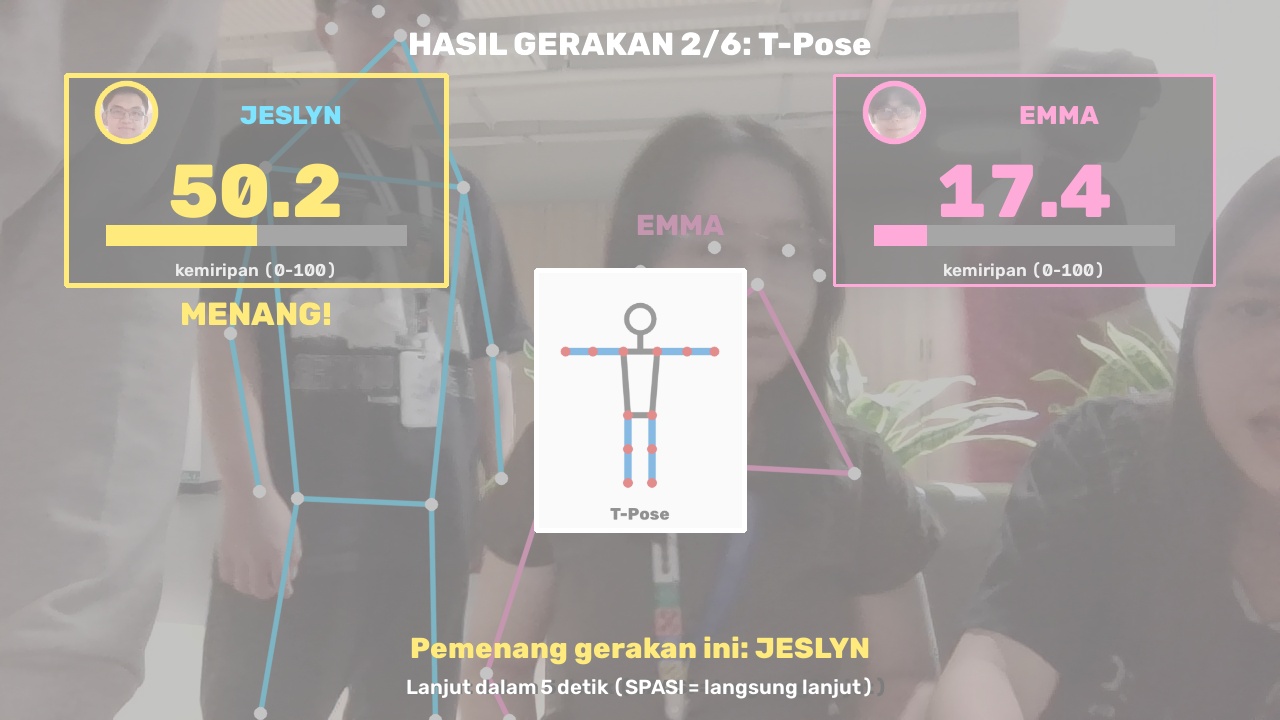 HASIL GERAKAN 2/6: T-Pose
JESLYN
50.2
kemiripan (0-100)
MENANG!
EMMA
17.4
kemiripan (0-100)
EMMA
T-Pose
Pemenang gerakan ini: JESLYN
Lanjut dalam 5 detik (SPASI = langsung lanjut)